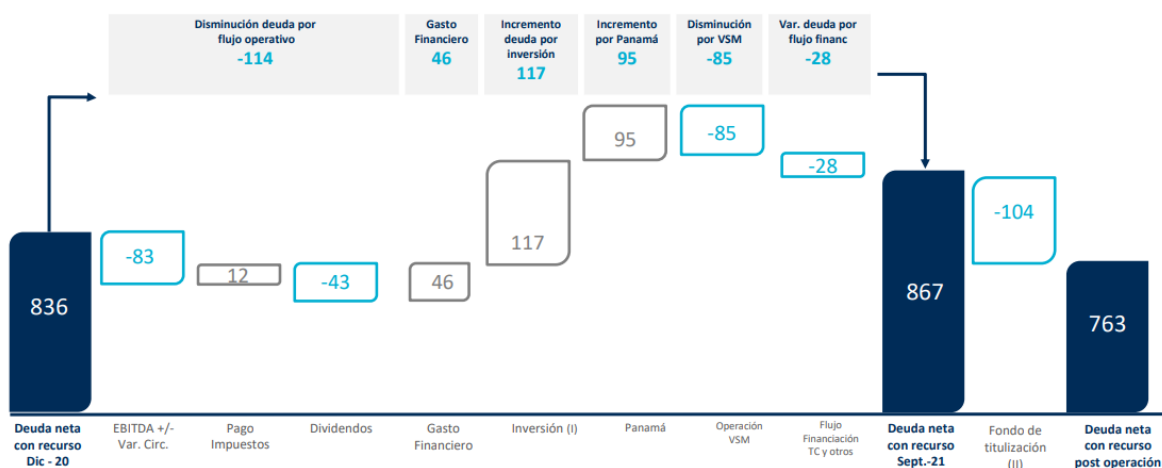 Disminución deuda por
flujo operativo
-114
Gasto
Financiero
46
Incremento
deuda por
inversión
117
Incremento
por Panamá
95
Disminución
por VSM
-85
Var. deuda por
flujo financ
-28
836
-83
12
-43
46
117
95
-85
-28
867
-104
763
Deuda neta
con recurso
Dic - 20
EBITDA +/-
Var. Circ.
Pago
Impuestos
Dividendos
Gasto
Financiero
Inversión (I)
Panamá
Operación
VSM
Flujo
Financiación
TC y otros
Deuda neta
con recurso
Sept.-21
Fondo de
titulización
(II)
Deuda neta
con recurso
post operación